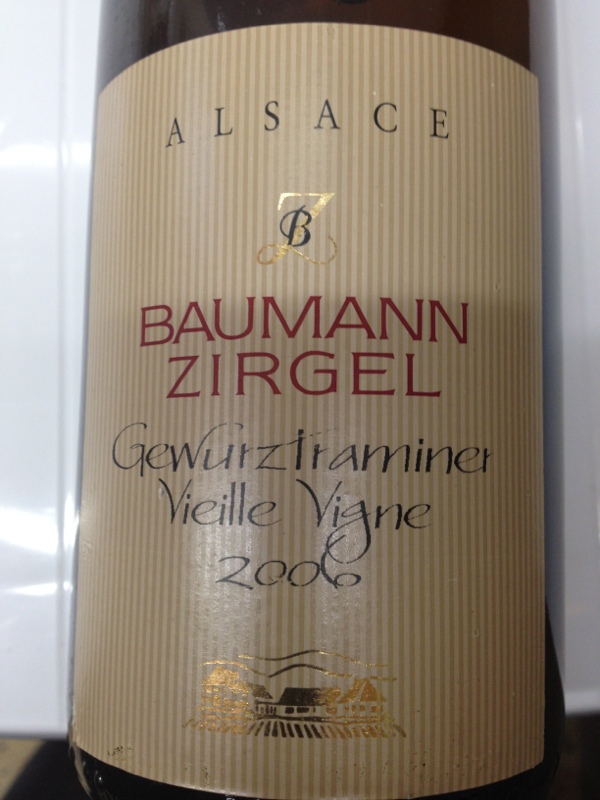 ALSACE
BZ
BAUMANN
ZIRGEL
Gewurztraminer
Vieille Vigne
2006